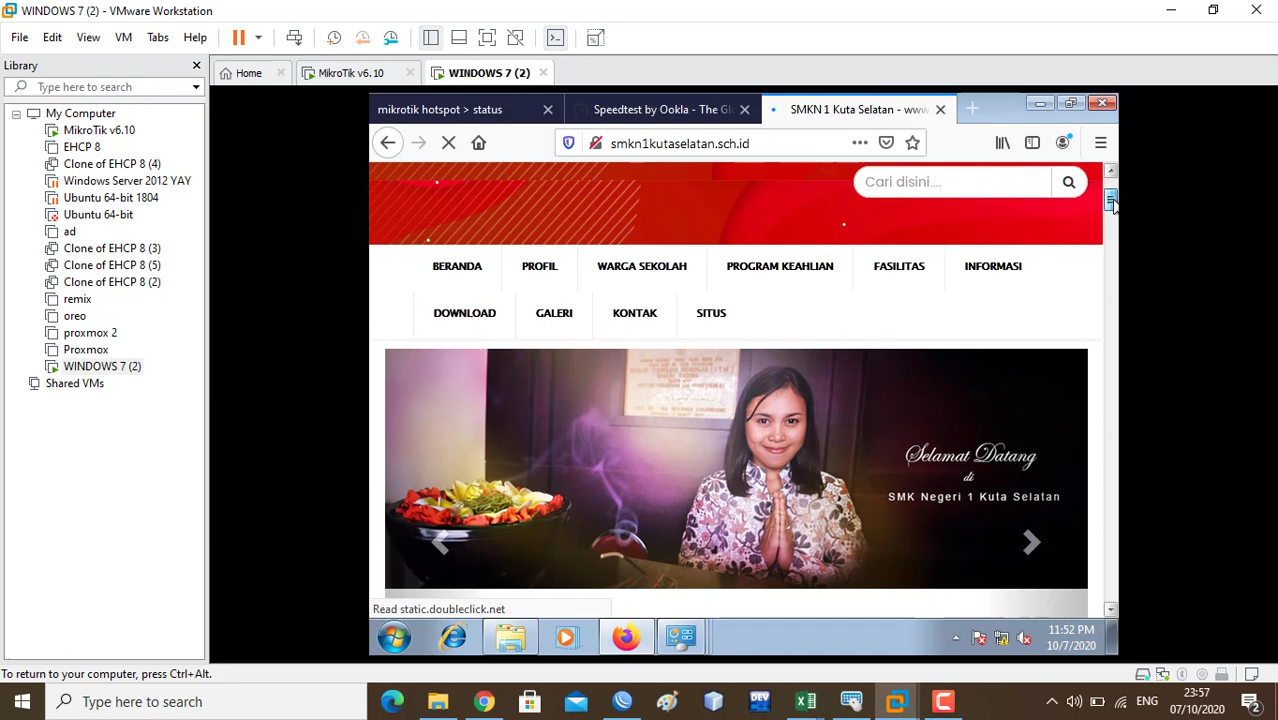 WINDOWS 7 (2) - VMware Workstation
File Edit View VM Tabs Help
Library
Type here to search
My Computer
MikroTik v6.10
EHCP 8
Clone of EHCP 8 (4)
Windows Server 2012 YAY
Ubuntu 64-bit 1804
Ubuntu 64-bit
ad
Clone of EHCP 8 (3)
Clone of EHCP 8 (5)
Clone of EHCP 8 (2)
remix
oreo
proxmox 2
Proxmox
WINDOWS 7 (2)
Shared VMs
Home MikroTik v6.10 WINDOWS 7 (2)
mikrotik hotspot > status Speedtest by Ookla - The Glo SMKN 1 Kuta Selatan - www
smkn1kutaselatan.sch.id
Cari disini....
BERANDA PROFIL WARGA SEKOLAH PROGRAM KEAHLIAN FASILITAS INFORMASI
DOWNLOAD GALERI KONTAK SITUS
Selamat Datang
di
SMK Negeri 1 Kuta Selatan
Read static.doubleclick.net
11:52 PM
10/7/2020
To return to your computer, press Ctrl+Alt.
Type here to search
DEV
ENG
23:57
07/10/2020
2